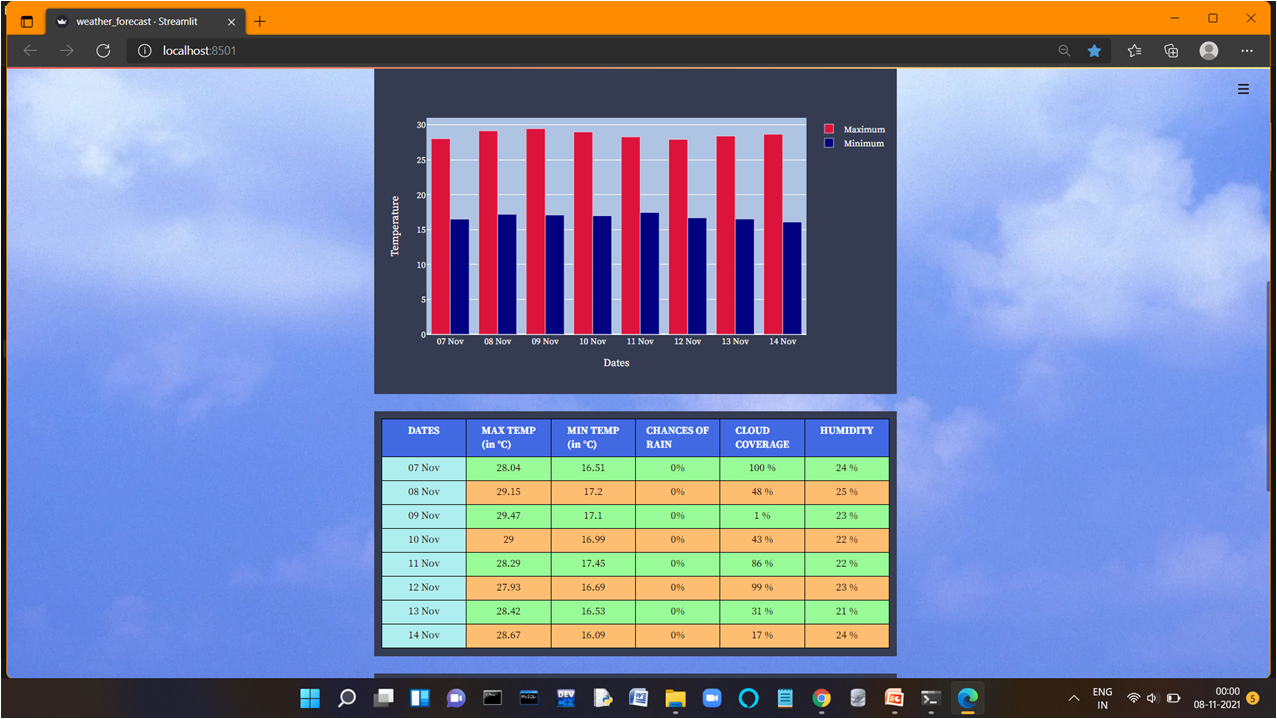 weather_forecast · Streamlit
localhost:8501
30
25
20
15
10
5
0
Temperature
07 Nov 08 Nov 09 Nov 10 Nov 11 Nov 12 Nov 13 Nov 14 Nov
Dates
Maximum
Minimum
DATES MAX TEMP MIN TEMP CHANCES OF CLOUD HUMIDITY
(in °C) (in °C) RAIN COVERAGE
07 Nov 28.04 16.51 0% 100 % 24 %
08 Nov 29.15 17.2 0% 48 % 25 %
09 Nov 29.47 17.1 0% 1 % 23 %
10 Nov 29 16.99 0% 43 % 22 %
11 Nov 28.29 17.45 0% 86 % 22 %
12 Nov 27.93 16.69 0% 99 % 23 %
13 Nov 28.42 16.53 0% 31 % 21 %
14 Nov 28.67 16.09 0% 17 % 24 %
DEV
ENG
IN
00:00
08-11-2021
5